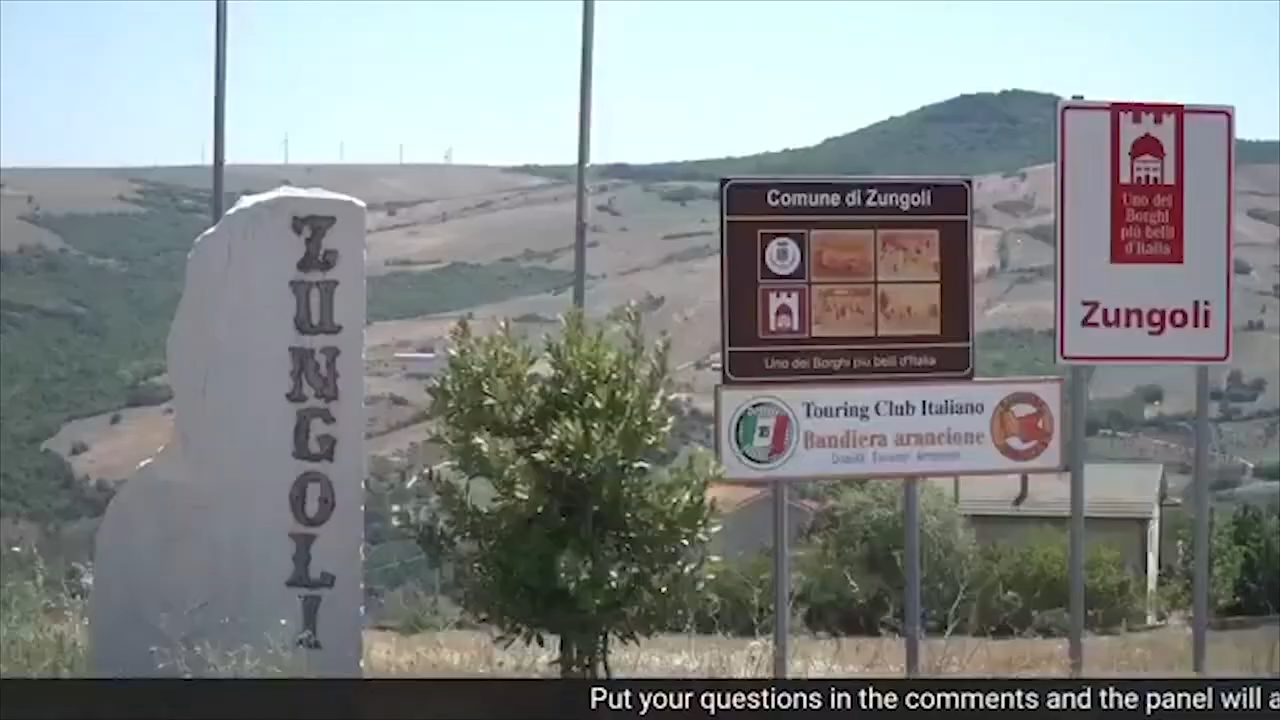 ZUNGOLI
Comune di Zungoli
Uno dei Borghi più belli d'Italia
Touring Club Italiano
Bandiera arancione
Uno dei
Borghi
più belli
d'Italia
Zungoli
Put your questions in the comments and the panel will a